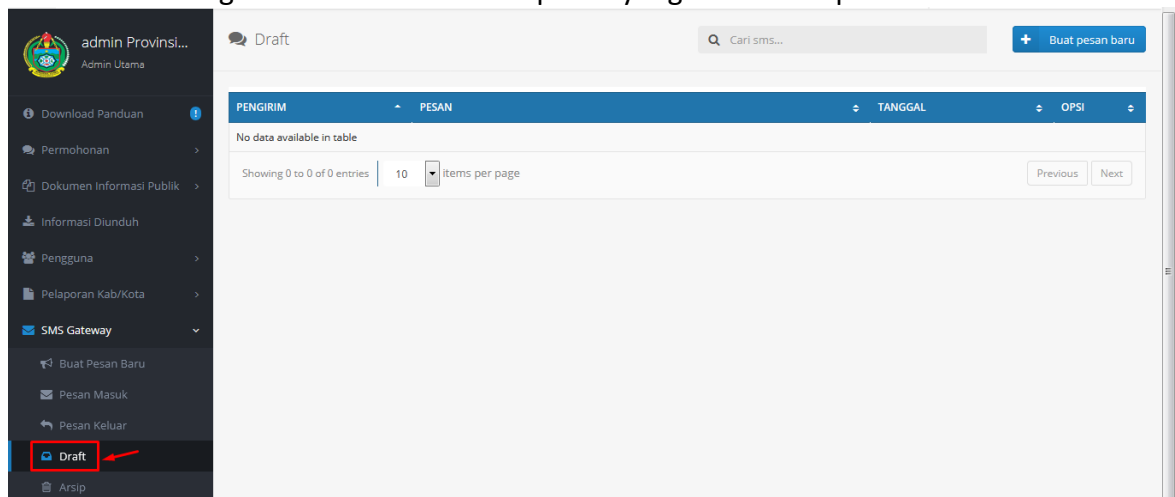 admin Provinsi...
Admin Utama
Download Panduan
Permohonan
Dokumen Informasi Publik
Informasi Diunduh
Pengguna
Pelaporan Kab/Kota
SMS Gateway
Buat Pesan Baru
Pesan Masuk
Pesan Keluar
Draft
Arsip
Draft
Cari sms...
+ Buat pesan baru
PENGIRIM PESAN TANGGAL OPSI
No data available in table
Showing 0 to 0 of 0 entries 10 items per page Previous Next